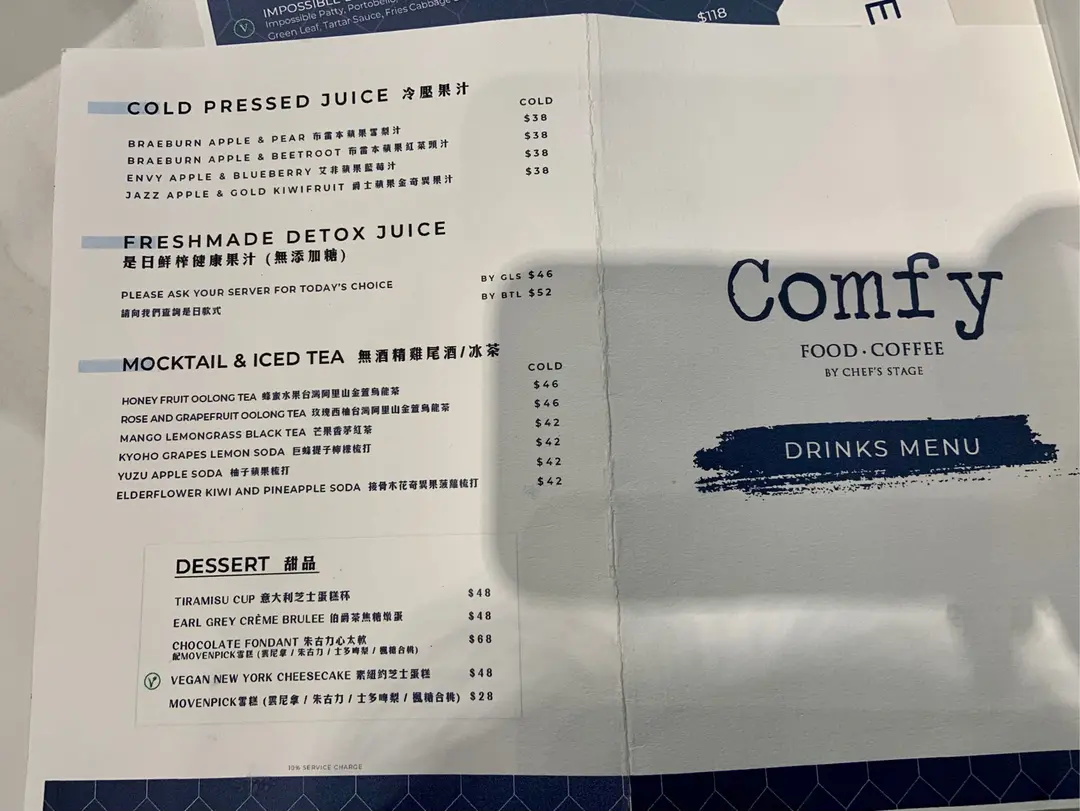 IMPOSSIBLE
Impossible Patty, Portobello
Green Leaf, Tartar Sauce, Fries Cabbage
$118
E
COLD PRESSED JUICE 冷壓果汁
COLD
BRAEBURN APPLE & PEAR 布雷本蘋果雪梨汁 $38
BRAEBURN APPLE & BEETROOT 布雷本蘋果紅菜頭汁 $38
ENVY APPLE & BLUEBERRY 艾菲蘋果藍莓汁 $38
JAZZ APPLE & GOLD KIWIFRUIT 爵士蘋果金奇異果汁 $38
FRESHMADE DETOX JUICE
是日鮮榨健康果汁 (無添加糖)
PLEASE ASK YOUR SERVER FOR TODAY'S CHOICE BY GLS $46
請向我們查詢是日款式 BY BTL $52
MOCKTAIL & ICED TEA 無酒精雞尾酒/冰茶
COLD
HONEY FRUIT OOLONG TEA 蜂蜜水果台灣阿里山金萱烏龍茶 $46
ROSE AND GRAPEFRUIT OOLONG TEA 玫瑰西柚台灣阿里山金萱烏龍茶 $46
MANGO LEMONGRASS BLACK TEA 芒果香茅紅茶 $42
KYOHO GRAPES LEMON SODA 巨蜂提子檸檬梳打 $42
YUZU APPLE SODA 柚子蘋果梳打 $42
ELDERFLOWER KIWI AND PINEAPPLE SODA 接骨木花奇異果菠蘿梳打 $42
DESSERT 甜品
TIRAMISU CUP 意大利芝士蛋糕杯 $48
EARL GREY CRÊME BRULEE 伯爵茶焦糖燉蛋 $48
CHOCOLATE FONDANT 朱古力心太軟 $68
配MOVENPICK雪糕 (雲尼拿 / 朱古力 / 士多啤梨 / 楓糖合桃)
VEGAN NEW YORK CHEESECAKE 素紐約芝士蛋糕 $48
MOVENPICK雪糕 (雲尼拿 / 朱古力 / 士多啤梨 / 楓糖合桃) $28
10% SERVICE CHARGE
Comfy
FOOD·COFFEE
BY CHEF'S STAGE
DRINKS MENU